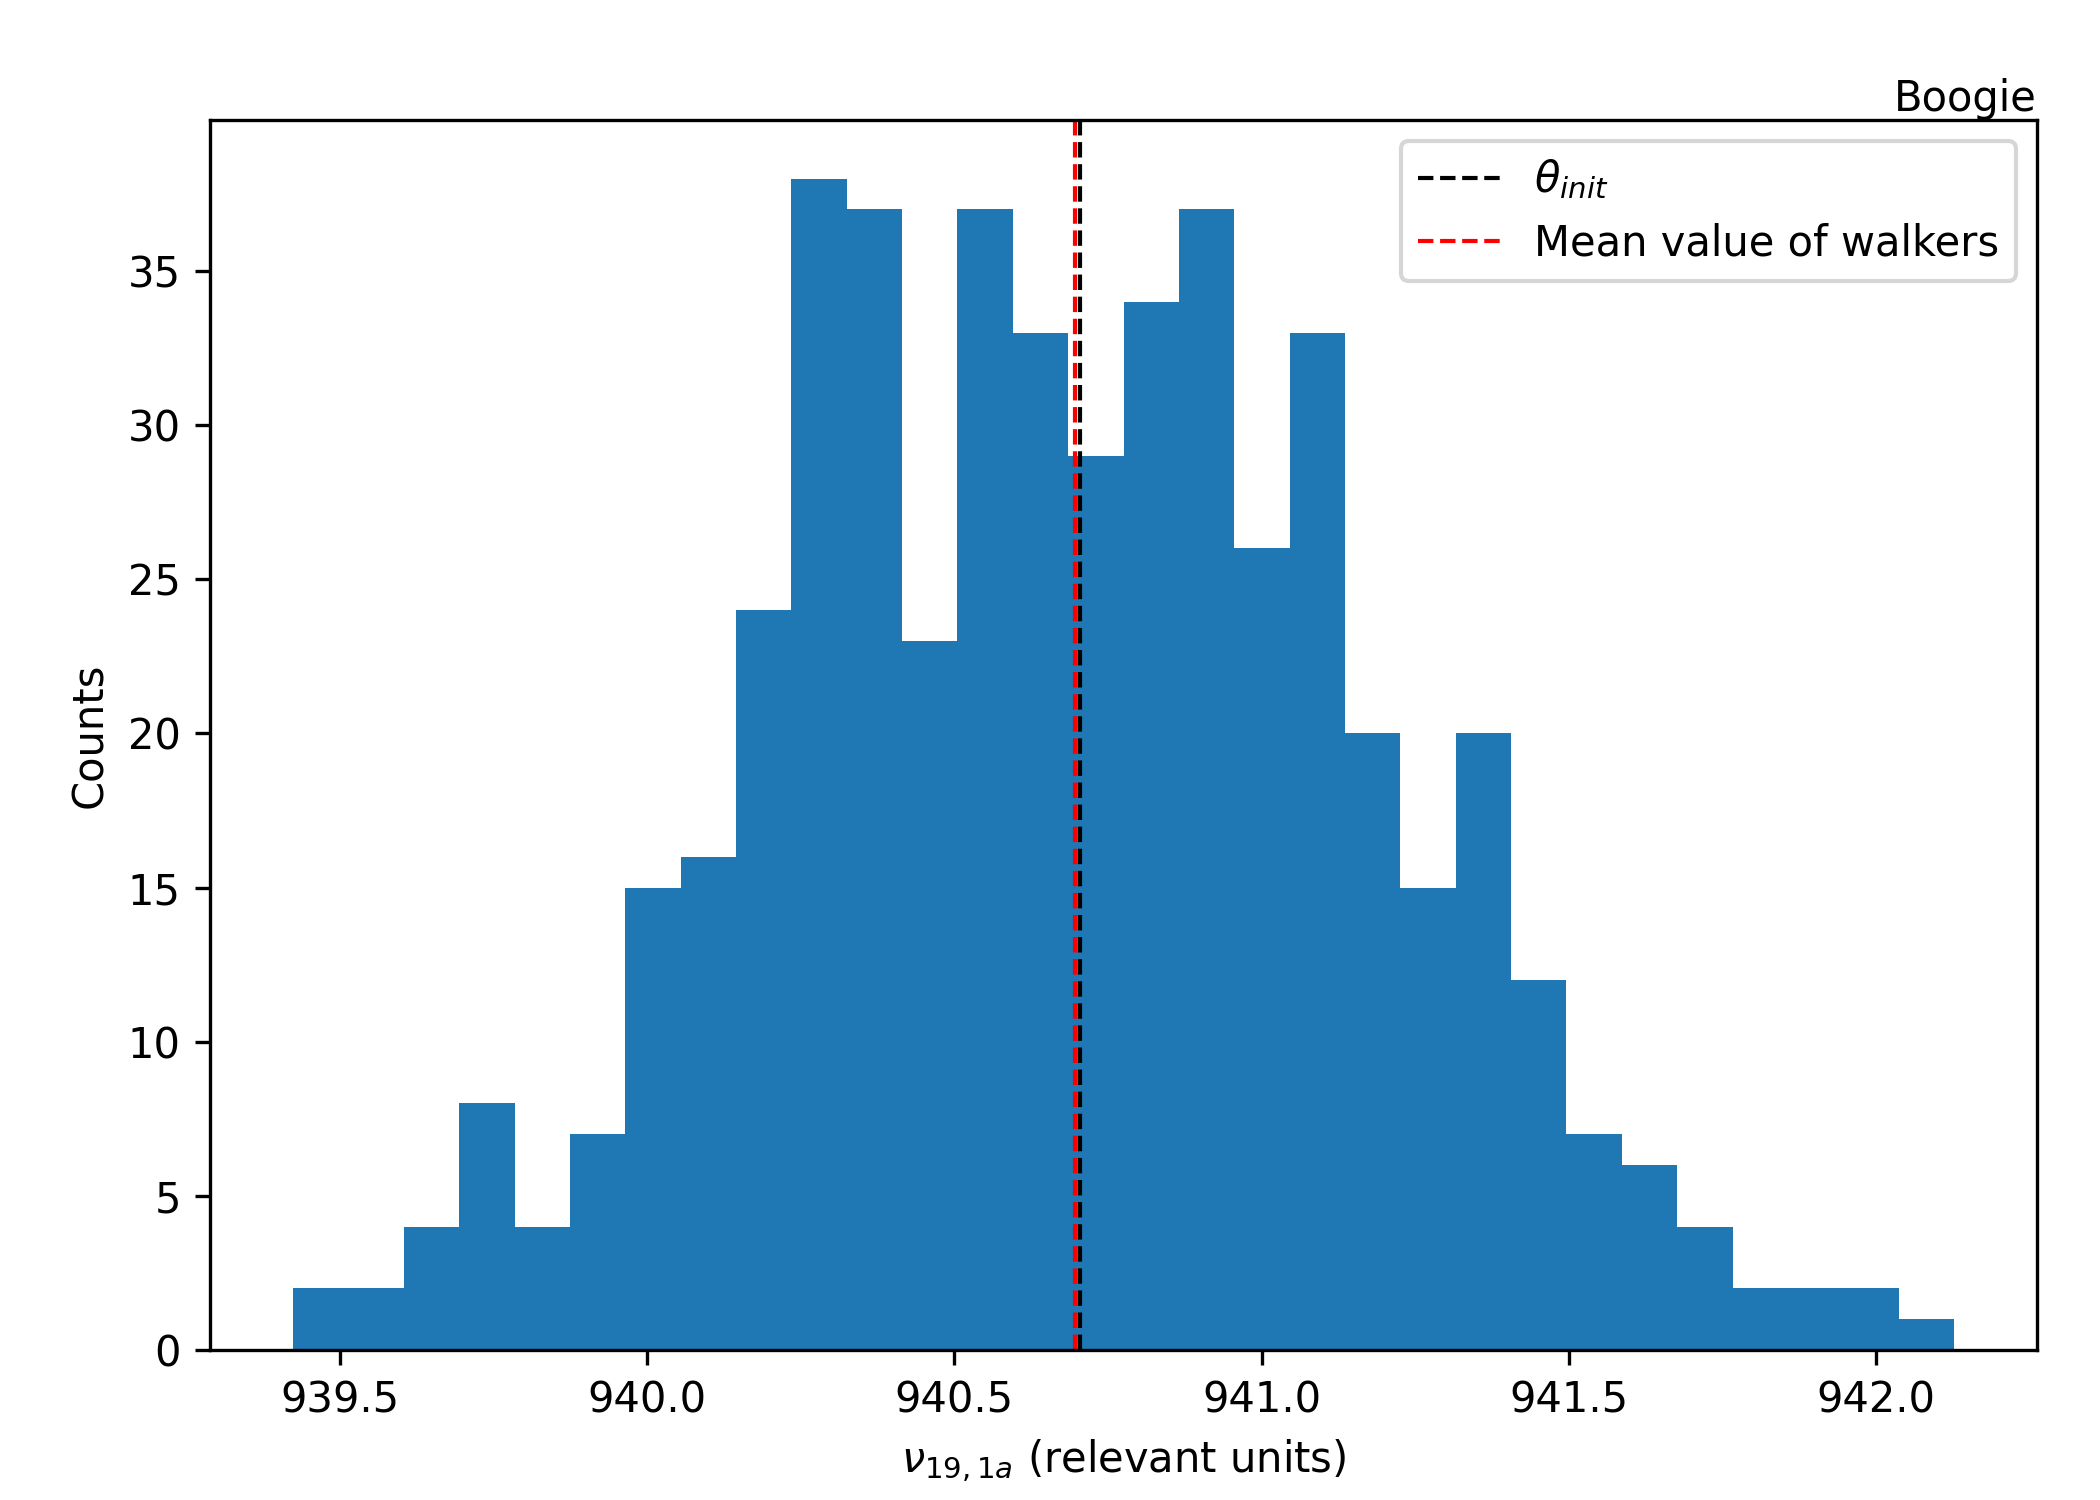 Boogie
θinit
Mean value of walkers
35
30
25
20
15
10
5
0
Counts
939.5 940.0 940.5 941.0 941.5 942.0
ν19,1a (relevant units)